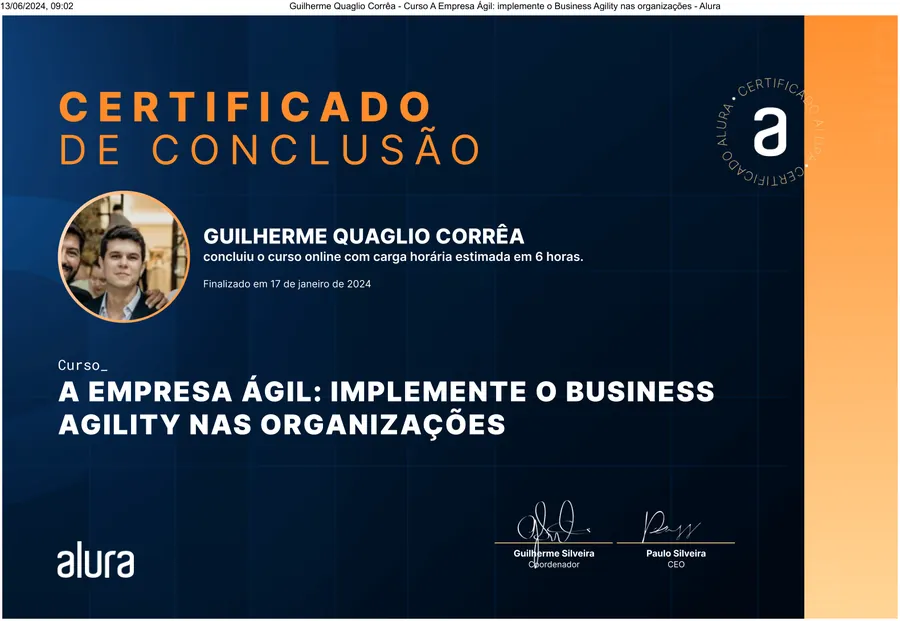 13/06/2024, 09:02
Guilherme Quaglio Corrêa - Curso A Empresa Ágil: implemente o Business Agility nas organizações - Alura
CERTIFICADO
DE CONCLUSÃO
CERTIFICADO ALURA • CERTIFICADO ALURA •
a
GUILHERME QUAGLIO CORRÊA
concluiu o curso online com carga horária estimada em 6 horas.
Finalizado em 17 de janeiro de 2024
Curso_
A EMPRESA ÁGIL: IMPLEMENTE O BUSINESS
AGILITY NAS ORGANIZAÇÕES
alura
Guilherme Silveira
Coordenador
Paulo Silveira
CEO